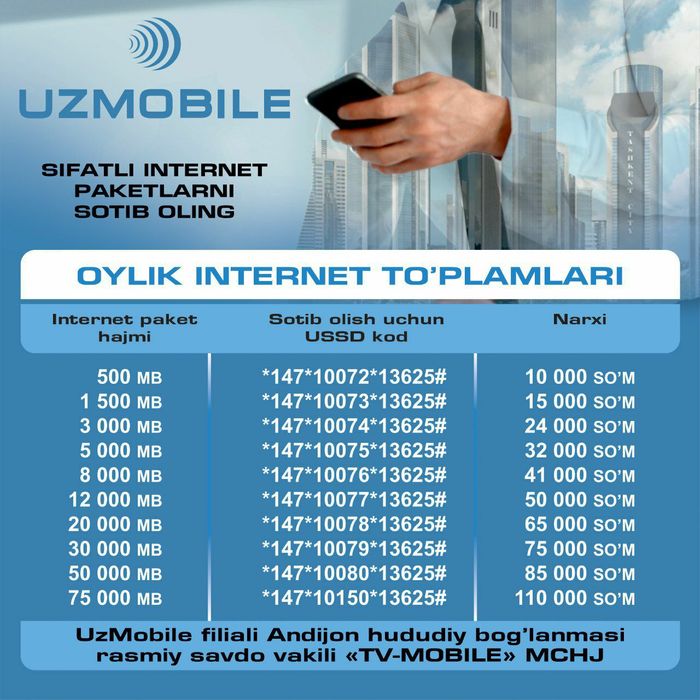 UZMOBILE
SIFATLI INTERNET
PAKETLARNI
SOTIB OLING
TASHKENT CITY
OYLIK INTERNET TO'PLAMLARI
Internet paket hajmi Sotib olish uchun USSD kod Narxi
500 MB *147*10072*13625# 10 000 SO'M
1 500 MB *147*10073*13625# 15 000 SO'M
3 000 MB *147*10074*13625# 24 000 SO'M
5 000 MB *147*10075*13625# 32 000 SO'M
8 000 MB *147*10076*13625# 41 000 SO'M
12 000 MB *147*10077*13625# 50 000 SO'M
20 000 MB *147*10078*13625# 65 000 SO'M
30 000 MB *147*10079*13625# 75 000 SO'M
50 000 MB *147*10080*13625# 85 000 SO'M
75 000 MB *147*10150*13625# 110 000 SO'M
UzMobile filiali Andijon hududiy bog'lanmasi
rasmiy savdo vakili «TV-MOBILE» MCHJ